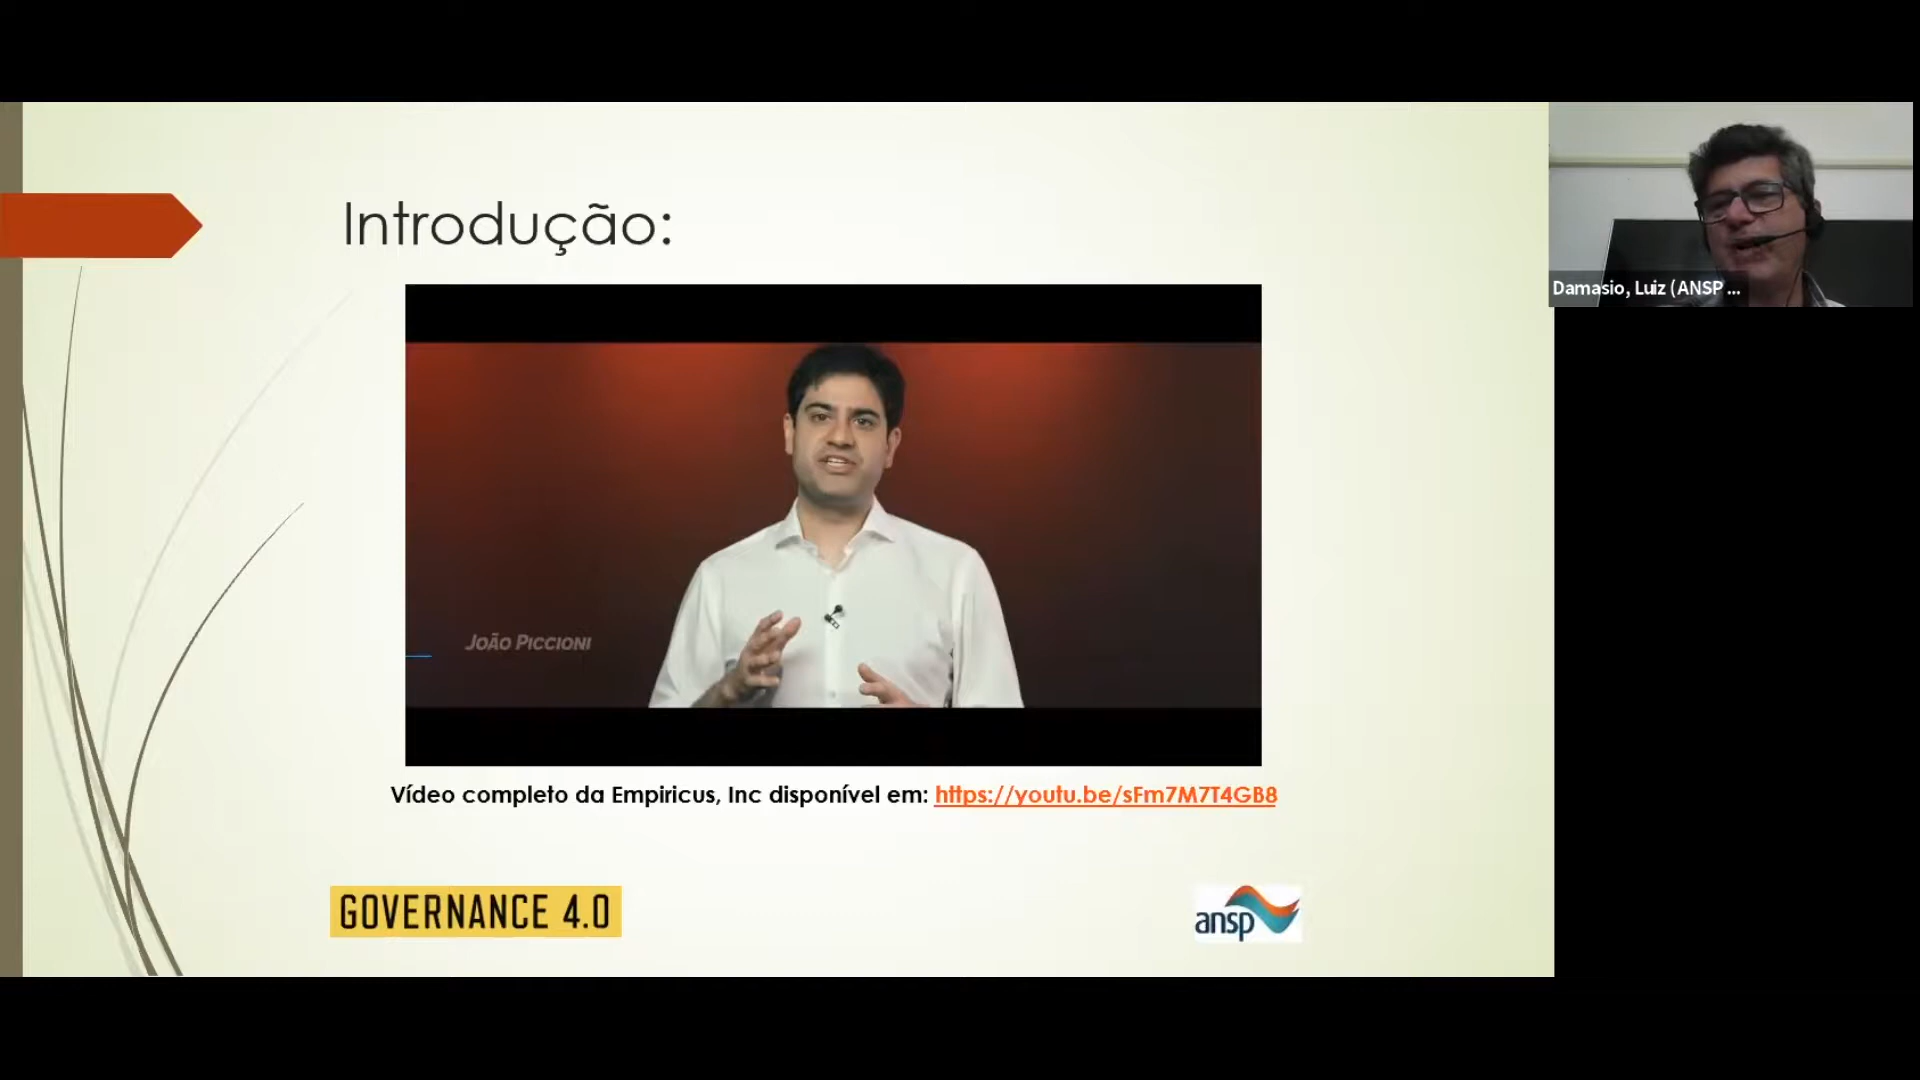 Introdução:
JOÃO PICCIONI
Vídeo completo da Empiricus, Inc disponível em: https://youtu.be/sFm7M7T4GB8
GOVERNANCE 4.0
ansp
Damasio, Luiz (ANSP ...